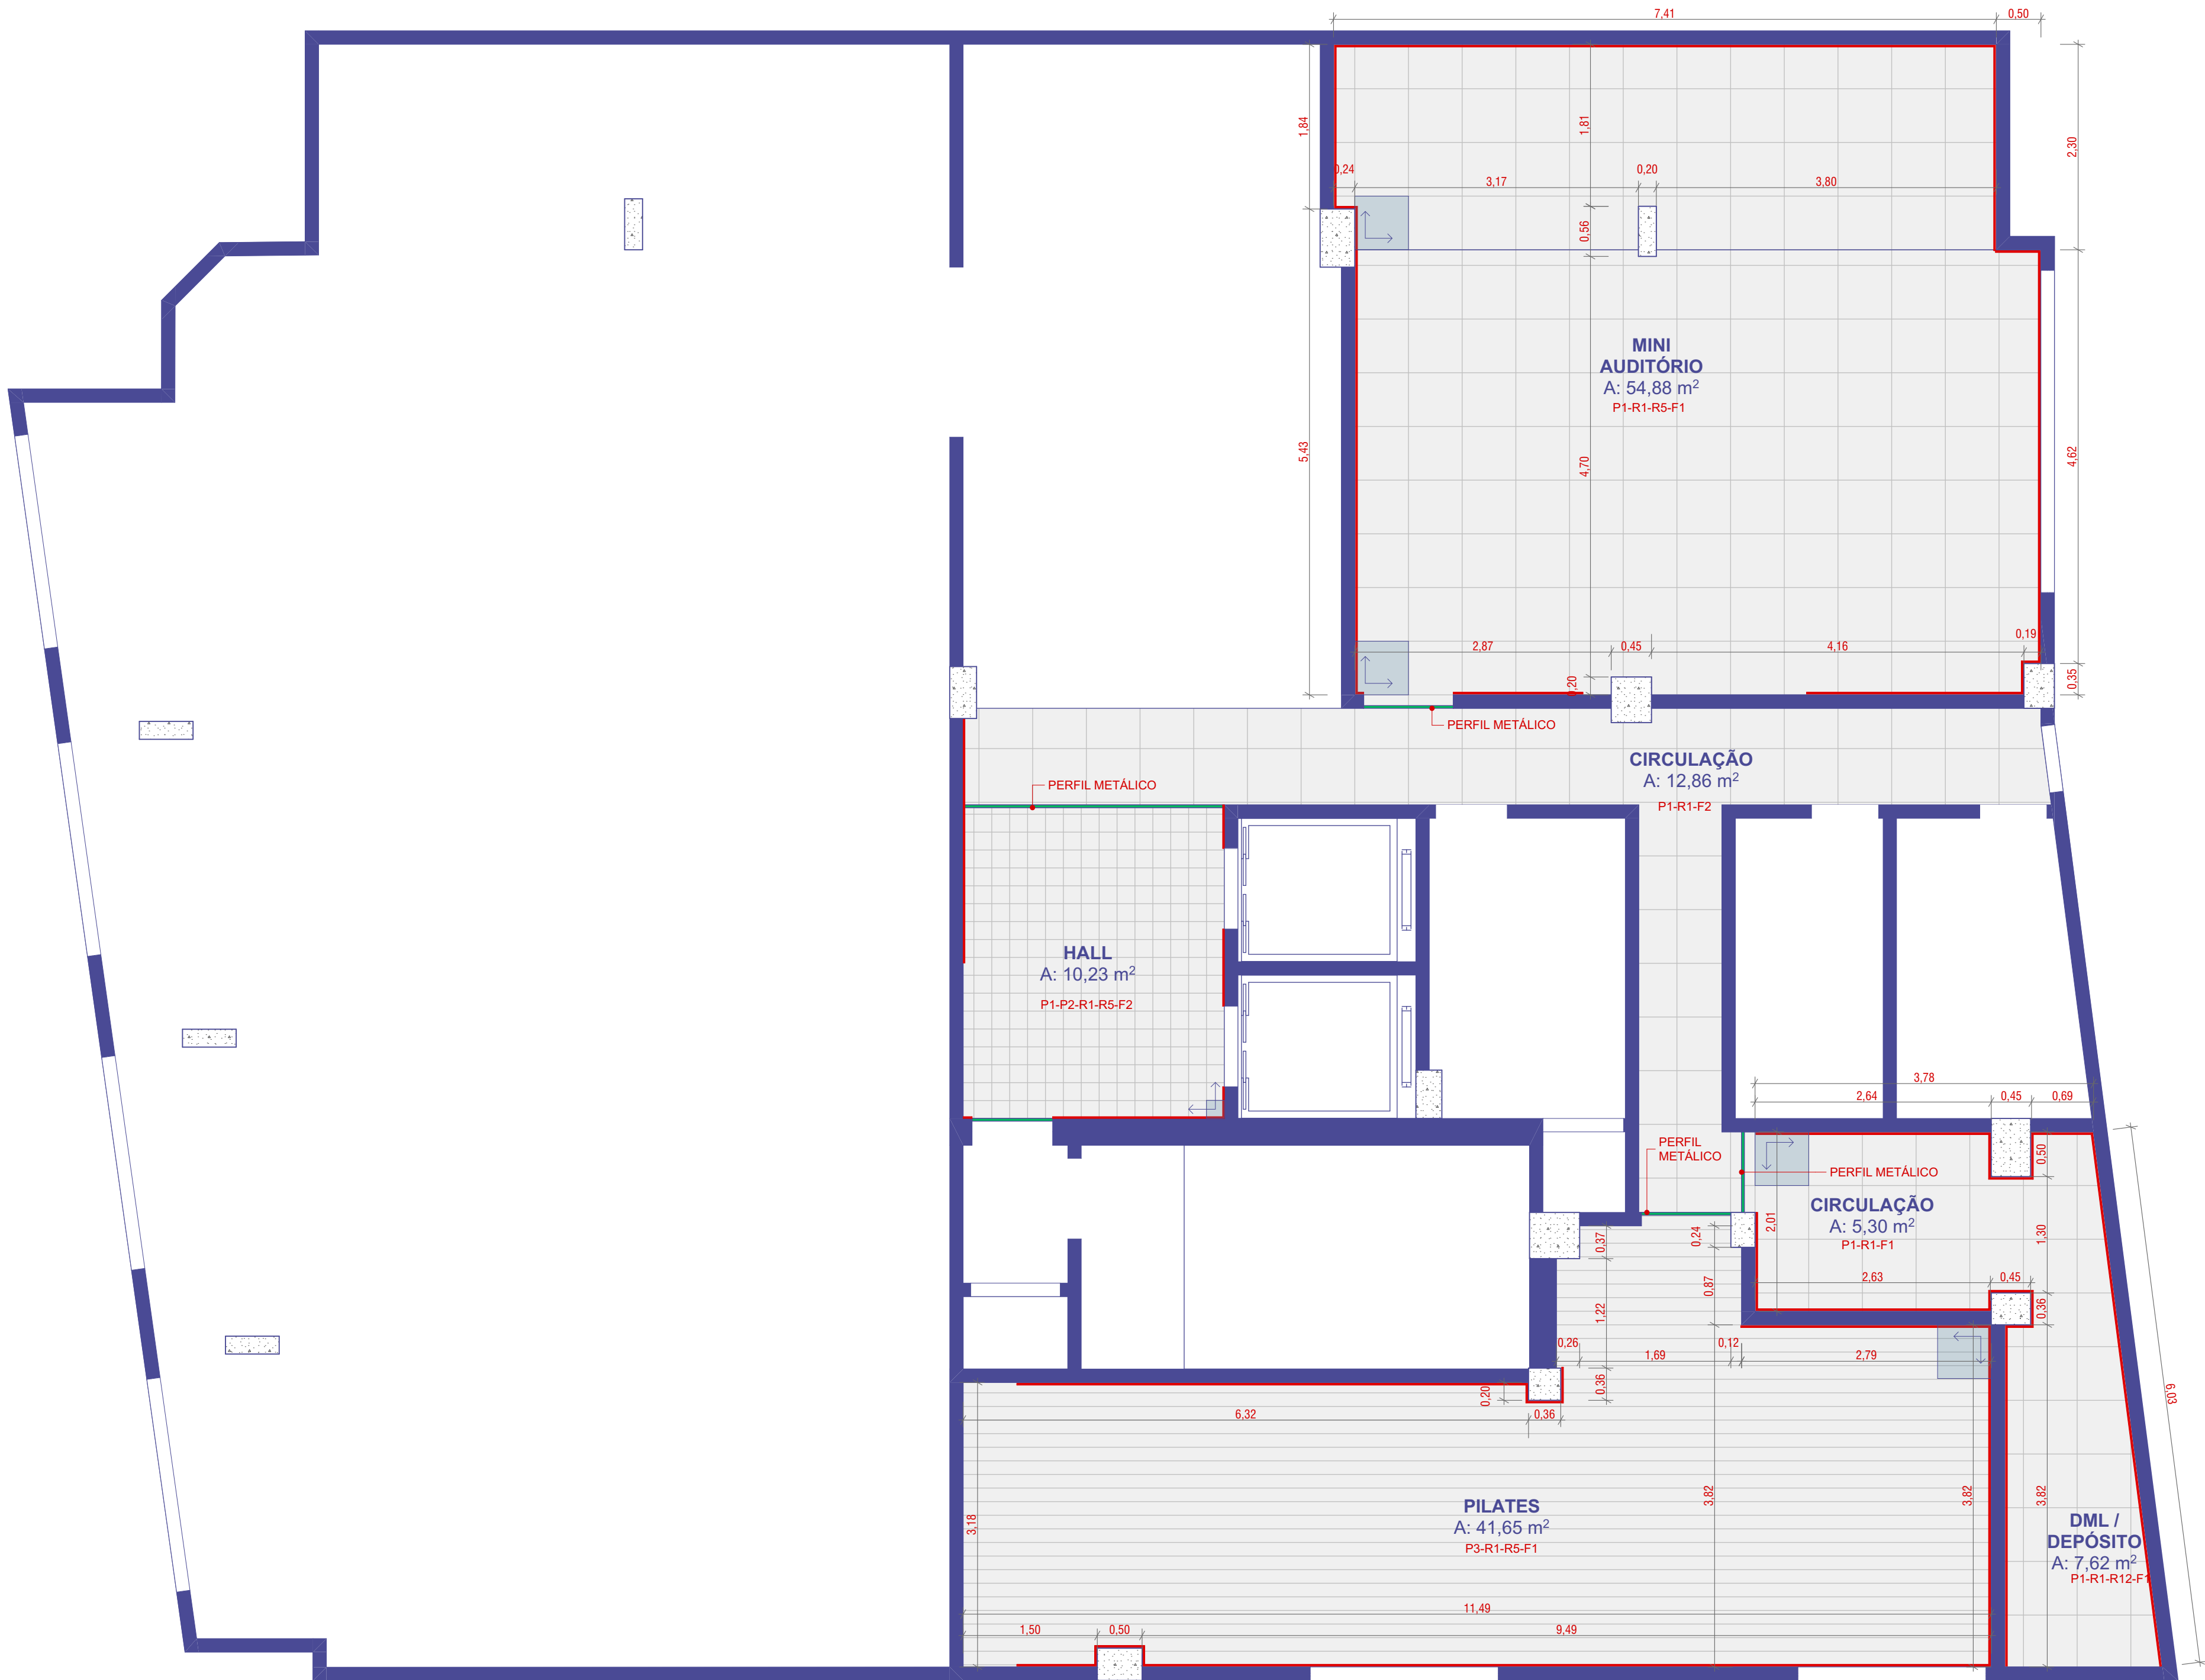 7,41
0,50
1,84
1,81
2,30
0,24
3,17
0,20
3,80
0,56
MINI
AUDITÓRIO
A: 54,88 m²
P1-R1-R5-F1
5,43
4,70
4,62
2,87
0,45
4,16
0,19
0,20
0,35
PERFIL METÁLICO
CIRCULAÇÃO
A: 12,86 m²
P1-R1-F2
PERFIL METÁLICO
HALL
A: 10,23 m²
P1-P2-R1-R5-F2
3,78
2,64
0,45
0,69
PERFIL
METÁLICO
PERFIL METÁLICO
0,50
CIRCULAÇÃO
A: 5,30 m²
P1-R1-F1
2,01
0,24
0,37
1,30
2,63
0,45
0,87
0,36
1,22
0,26
1,69
0,12
2,79
0,36
0,20
6,32
0,36
6,03
PILATES
A: 41,65 m²
P3-R1-R5-F1
3,18
3,82
3,82
3,82
DML /
DEPÓSITO
A: 7,62 m²
P1-R1-R12-F1
11,49
1,50
0,50
9,49